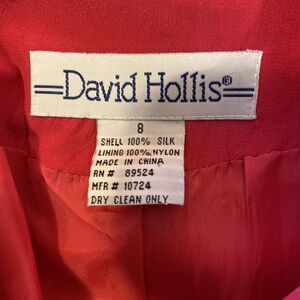 David Hollis®
8
SHELL 100% SILK
LINING 100% NYLON
MADE IN CHINA
RN # 89524
MFR # 10724
DRY CLEAN ONLY